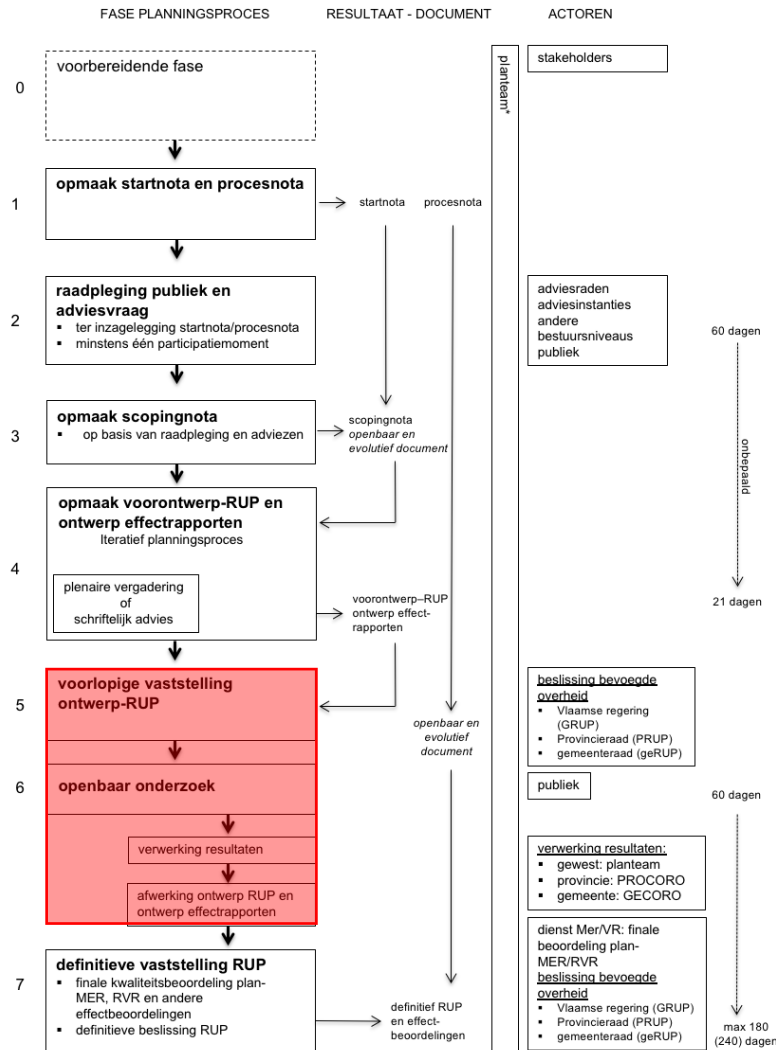 FASE PLANNINGSPROCES
RESULTAAT - DOCUMENT
ACTOREN
0
voorbereidende fase
planteam*
stakeholders
1
opmaak startnota en procesnota
startnota
procesnota
2
raadpleging publiek en
adviesvraag
▪ ter inzagelegging startnota/procesnota
▪ minstens één participatiemoment
adviesraden
adviesinstanties
andere
bestuursniveaus
publiek
60 dagen
3
opmaak scopingnota
▪ op basis van raadpleging en adviezen
scopingnota
openbaar en
evolutief document
onbepaald
4
opmaak voorontwerp-RUP en
ontwerp effectrapporten
Iteratief planningsproces
plenaire vergadering
of
schriftelijk advies
voorontwerp–RUP
ontwerp effect-
rapporten
21 dagen
5
voorlopige vaststelling
ontwerp-RUP
openbaar en
evolutief
document
beslissing bevoegde
overheid
▪ Vlaamse regering
(GRUP)
▪ Provincieraad (PRUP)
▪ gemeenteraad (geRUP)
6
openbaar onderzoek
publiek
60 dagen
verwerking resultaten
verwerking resultaten:
▪ gewest: planteam
▪ provincie: PROCORO
▪ gemeente: GECORO
afwerking ontwerp RUP en
ontwerp effectrapporten
7
definitieve vaststelling RUP
▪ finale kwaliteitsbeoordeling plan-
MER, RVR en andere
effectbeoordelingen
▪ definitieve beslissing RUP
definitief RUP
en effect-
beoordelingen
dienst Mer/VR: finale
beoordeling plan-
MER/RVR
beslissing bevoegde
overheid
▪ Vlaamse regering (GRUP)
▪ Provincieraad (PRUP)
▪ gemeenteraad (geRUP)
max 180
(240) dagen